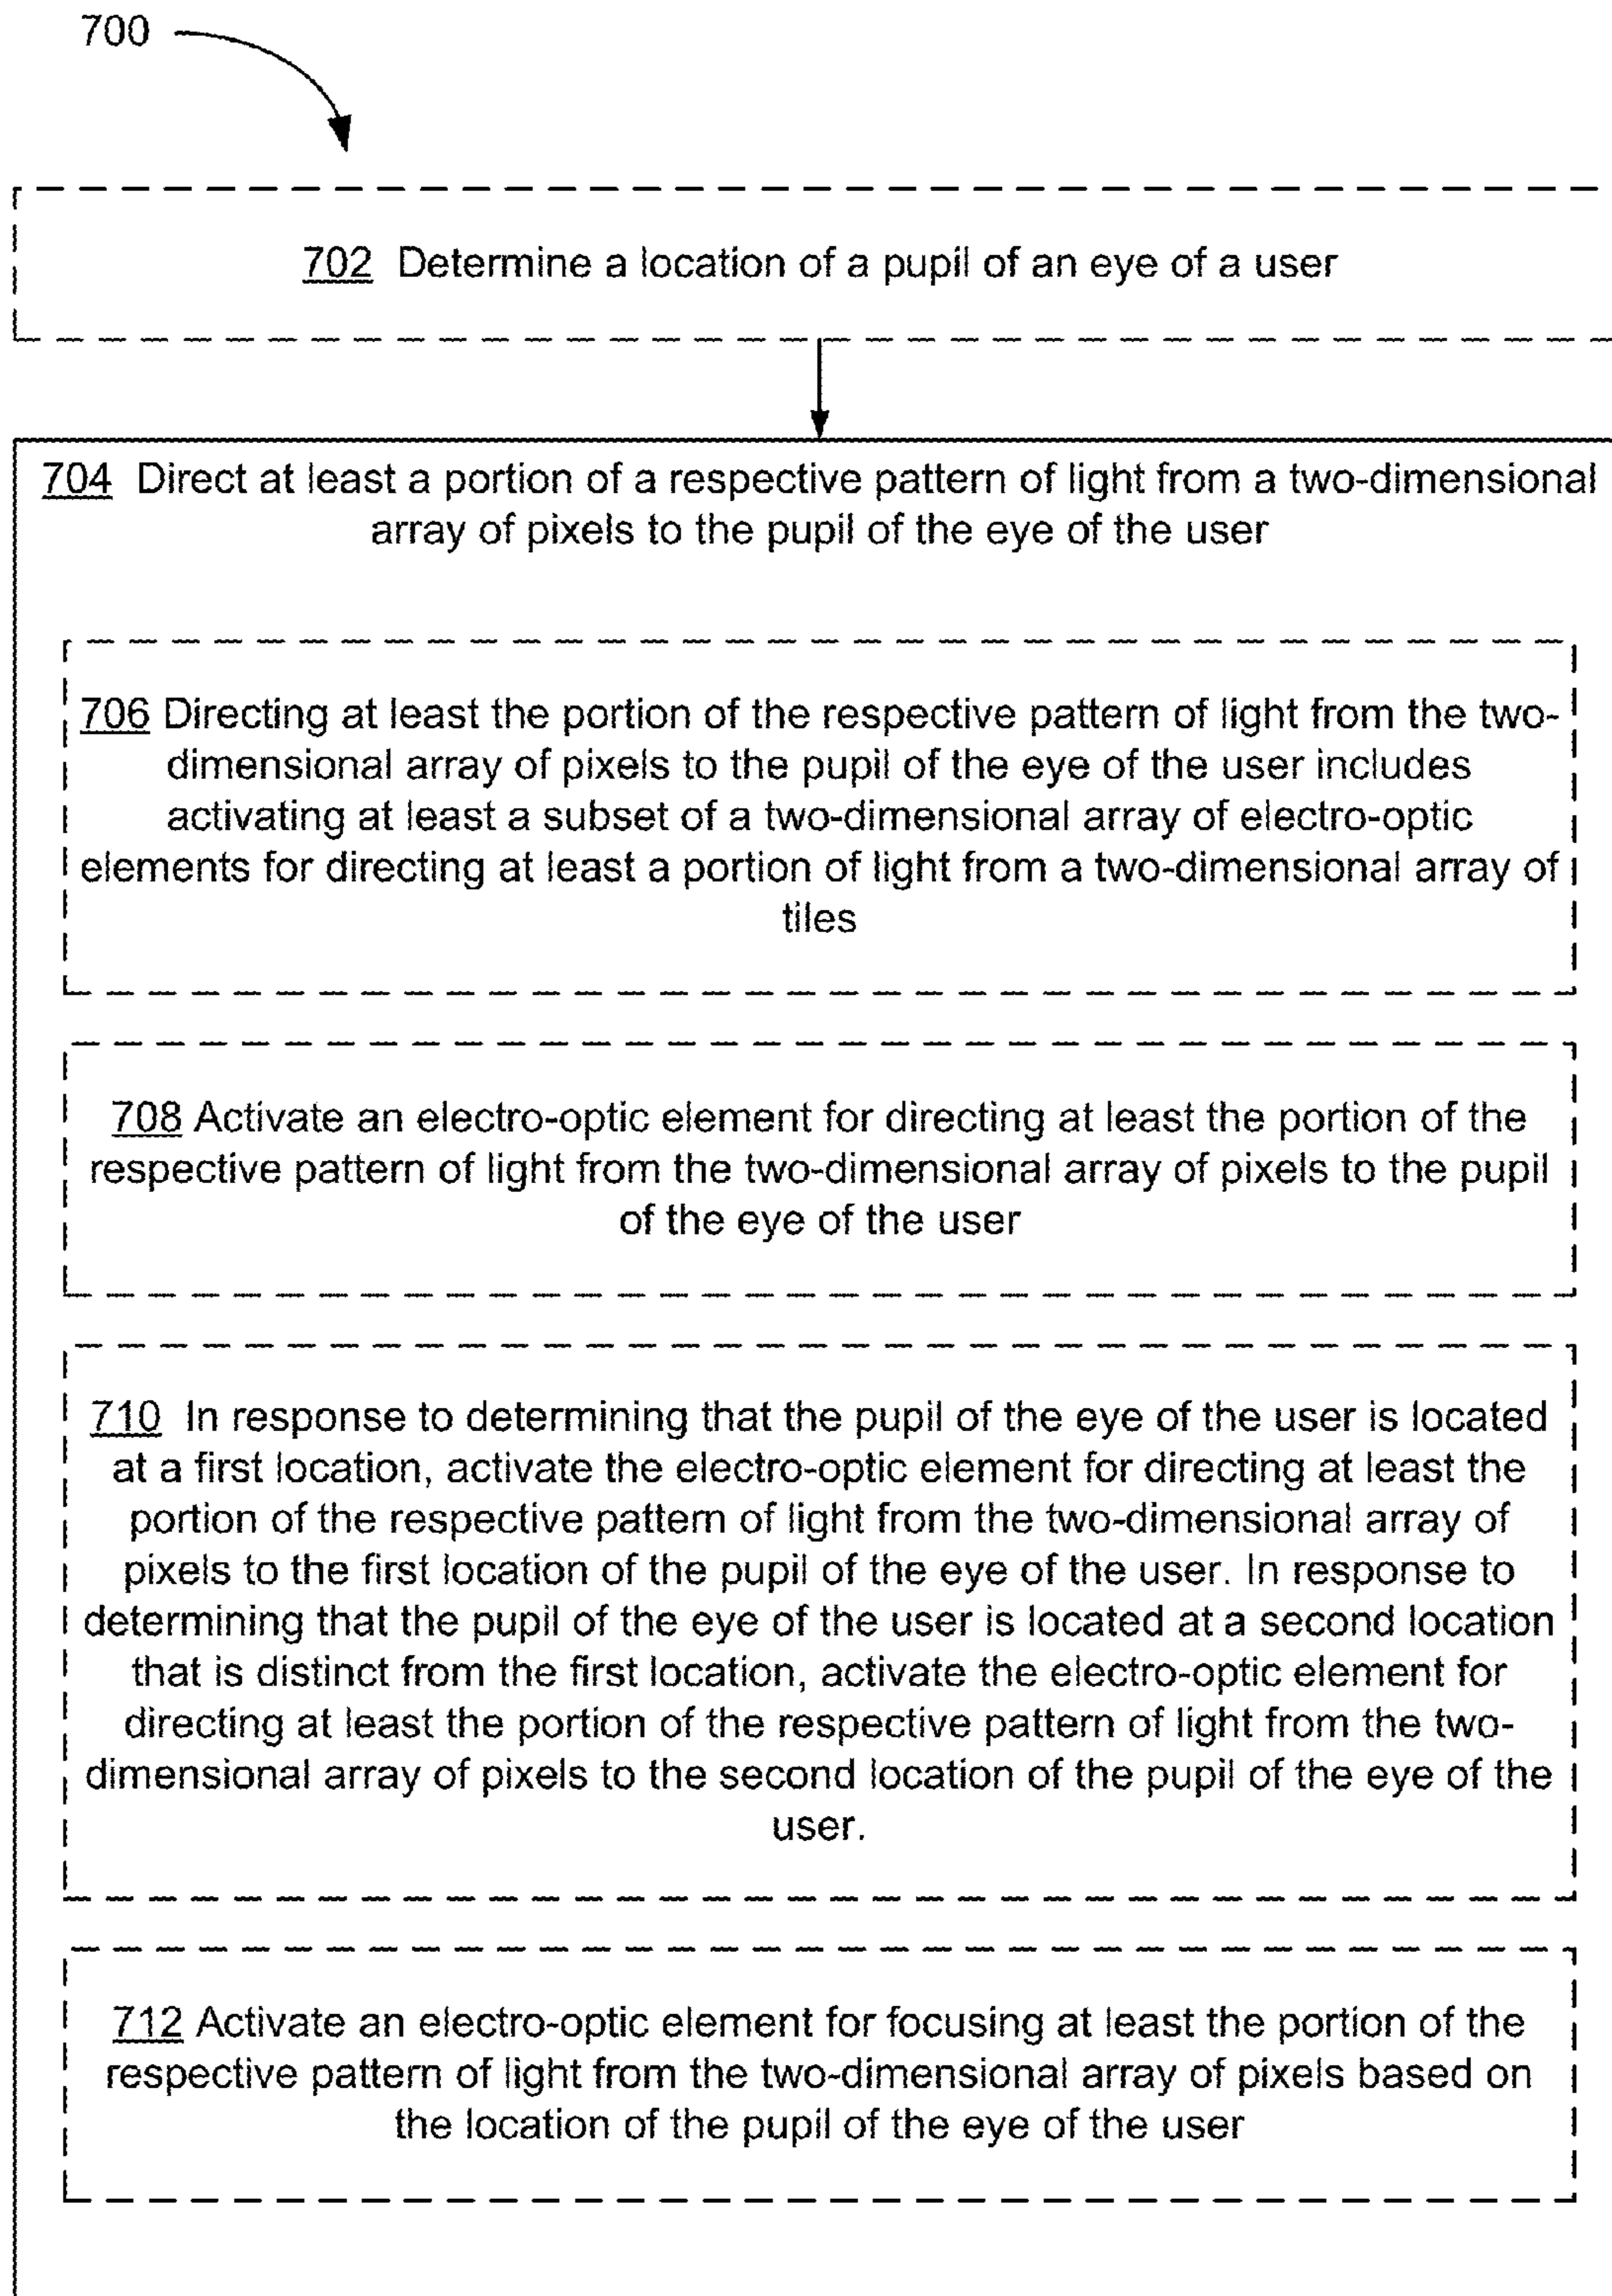 700
702 Determine a location of a pupil of an eye of a user
704 Direct at least a portion of a respective pattern of light from a two-dimensional
array of pixels to the pupil of the eye of the user
706 Directing at least the portion of the respective pattern of light from the two-
dimensional array of pixels to the pupil of the eye of the user includes
activating at least a subset of a two-dimensional array of electro-optic
elements for directing at least a portion of light from a two-dimensional array of
tiles
708 Activate an electro-optic element for directing at least the portion of the
respective pattern of light from the two-dimensional array of pixels to the pupil
of the eye of the user
710 In response to determining that the pupil of the eye of the user is located
at a first location, activate the electro-optic element for directing at least the
portion of the respective pattern of light from the two-dimensional array of
pixels to the first location of the pupil of the eye of the user. In response to
determining that the pupil of the eye of the user is located at a second location
that is distinct from the first location, activate the electro-optic element for
directing at least the portion of the respective pattern of light from the two-
dimensional array of pixels to the second location of the pupil of the eye of the
user.
712 Activate an electro-optic element for focusing at least the portion of the
respective pattern of light from the two-dimensional array of pixels based on
the location of the pupil of the eye of the user